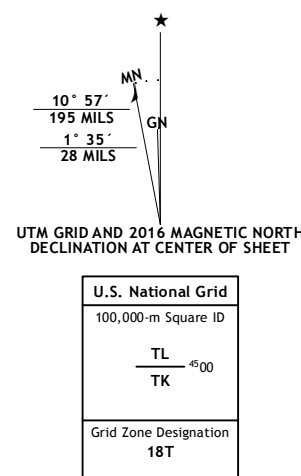 ★
MN
GN
10° 57´
195 MILS
1° 35´
28 MILS
UTM GRID AND 2016 MAGNETIC NORTH
DECLINATION AT CENTER OF SHEET
U.S. National Grid
100,000-m Square ID
TL
⁴⁵00
TK
Grid Zone Designation
18T